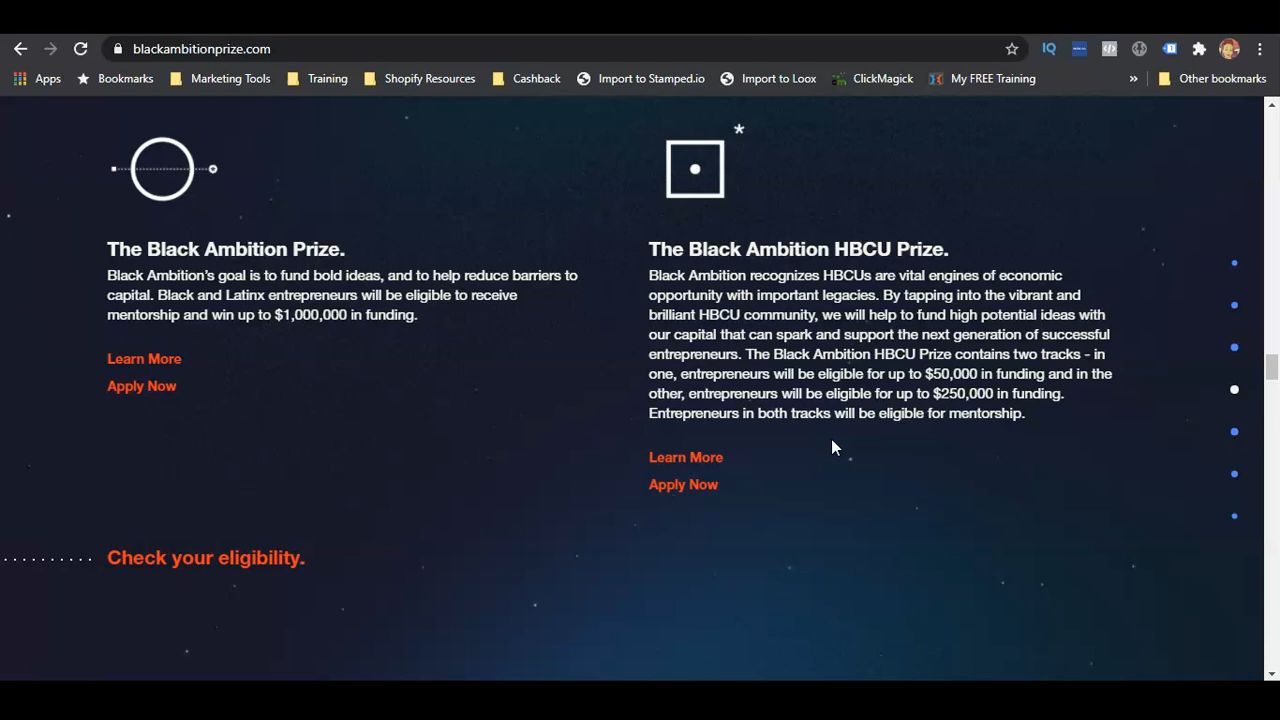 blackambitionprize.com
Apps
Bookmarks
Marketing Tools
Training
Shopify Resources
Cashback
Import to Stamped.io
Import to Loox
ClickMagick
My FREE Training
»
Other bookmarks
The Black Ambition Prize.
Black Ambition's goal is to fund bold ideas, and to help reduce barriers to
capital. Black and Latinx entrepreneurs will be eligible to receive
mentorship and win up to $1,000,000 in funding.
Learn More
Apply Now
*
The Black Ambition HBCU Prize.
Black Ambition recognizes HBCUs are vital engines of economic
opportunity with important legacies. By tapping into the vibrant and
brilliant HBCU community, we will help to fund high potential ideas with
our capital that can spark and support the next generation of successful
entrepreneurs. The Black Ambition HBCU Prize contains two tracks - in
one, entrepreneurs will be eligible for up to $50,000 in funding and in the
other, entrepreneurs will be eligible for up to $250,000 in funding.
Entrepreneurs in both tracks will be eligible for mentorship.
Learn More
Apply Now
Check your eligibility.